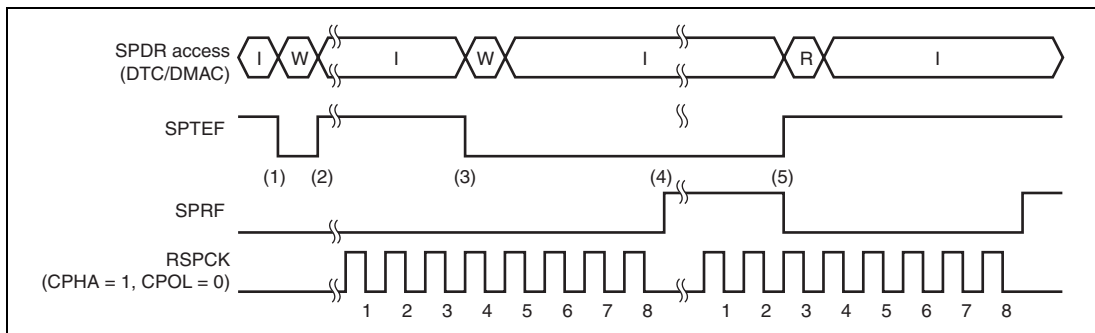 SPDR access
(DTC/DMAC)
I W I W I R I
SPTEF
(1) (2) (3) (4) (5)
SPRF
RSPCK
(CPHA = 1, CPOL = 0)
1 2 3 4 5 6 7 8 1 2 3 4 5 6 7 8